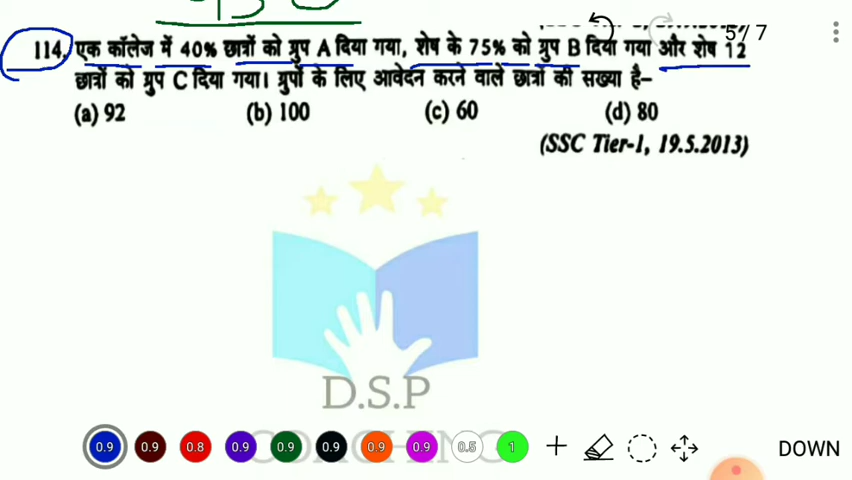 5 / 7
114. एक कॉलेज में 40% छात्रों को ग्रुप A दिया गया, शेष के 75% को ग्रुप B दिया गया और शेष 12
छात्रों को ग्रुप C दिया गया। ग्रुपों के लिए आवेदन करने वाले छात्रों की सख्या है–
(a) 92 (b) 100 (c) 60 (d) 80
(SSC Tier-1, 19.5.2013)
D.S.P
COACHING
0.9 0.9 0.8 0.9 0.9 0.9 0.9 0.9 0.5 1 DOWN